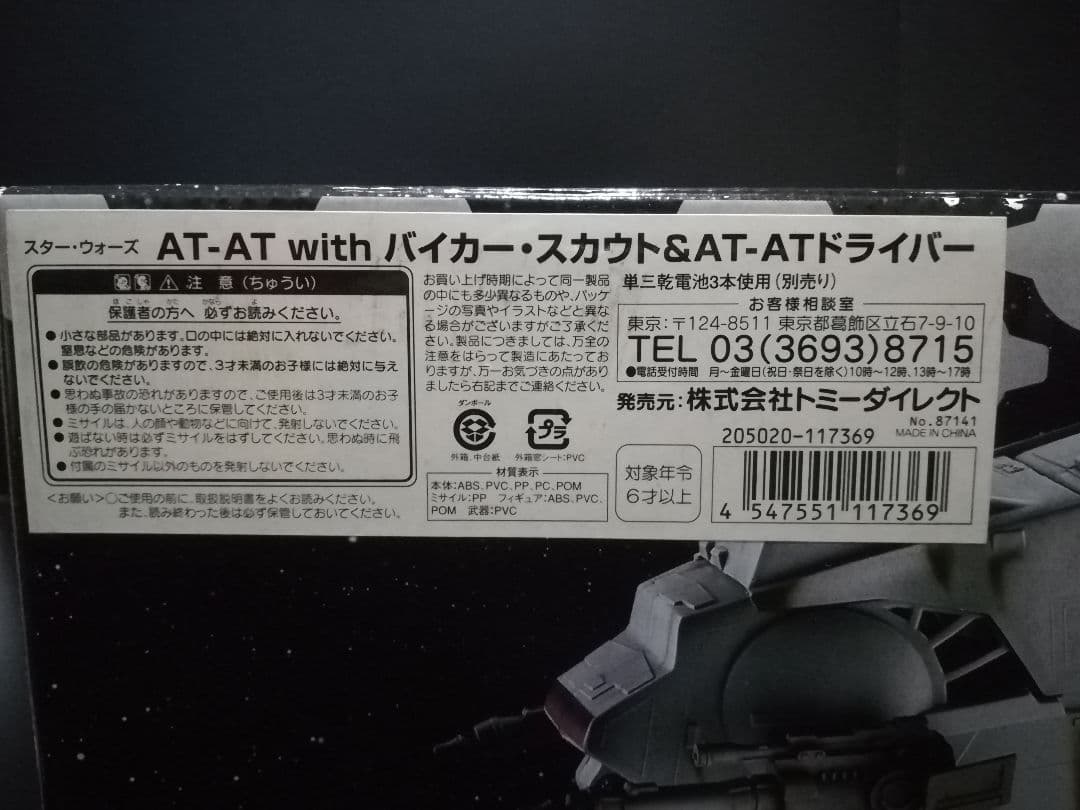 スター・ウォーズ AT-AT with バイカー・スカウト&AT-ATドライバー
注 意 (ちゅうい)
ほごしゃ かた かなら よ
保護者の方へ 必ずお読みください。
●小さな部品があります。口の中には絶対に入れないでください。
窒息などの危険があります。
●誤飲の危険がありますので、3才未満のお子様には絶対に与え
ないでください。
●思わぬ事故の恐れがありますので、ご使用後は3才未満のお子
様の手の届かないところに保管してください。
●ミサイルは、人の顔や動物などに向けて、発射しないでください。
●遊ばない時は必ずミサイルをはずしてください。思わぬ時に飛
ぶ恐れがあります。
●付属のミサイル以外のものを発射しないでください。
<お願い>○ご使用の前に、取扱説明書をよくお読みください。
また、読み終わった後は必ず保管しておいてください。
お買い上げ時期によって同一製品
の中にも多少異なるものや、パッケ
ージの写真やイラストなどと異な
る場合がございますがご了承くだ
さい。製品につきましては、万全の
注意をはらって製造にあたってお
りますが、万一お気づきの点があり
ましたら右記までご連絡ください。
ダンボール
外箱、中台紙
プラ
外箱窓シート:PVC
材質表示
本体:ABS、PVC、PP、PC、POM
ミサイル:PP フィギュア:ABS、PVC、
POM 武器:PVC
単三乾電池3本使用(別売り)
お客様相談室
東京:〒124-8511 東京都葛飾区立石7-9-10
TEL 03(3693)8715
●電話受付時間 月〜金曜日(祝日・祭日を除く)10時〜12時、13時〜17時
発売元:株式会社トミーダイレクト
No.87141
205020-117369 MADE IN CHINA
対象年令
6才以上
4 547551 117369